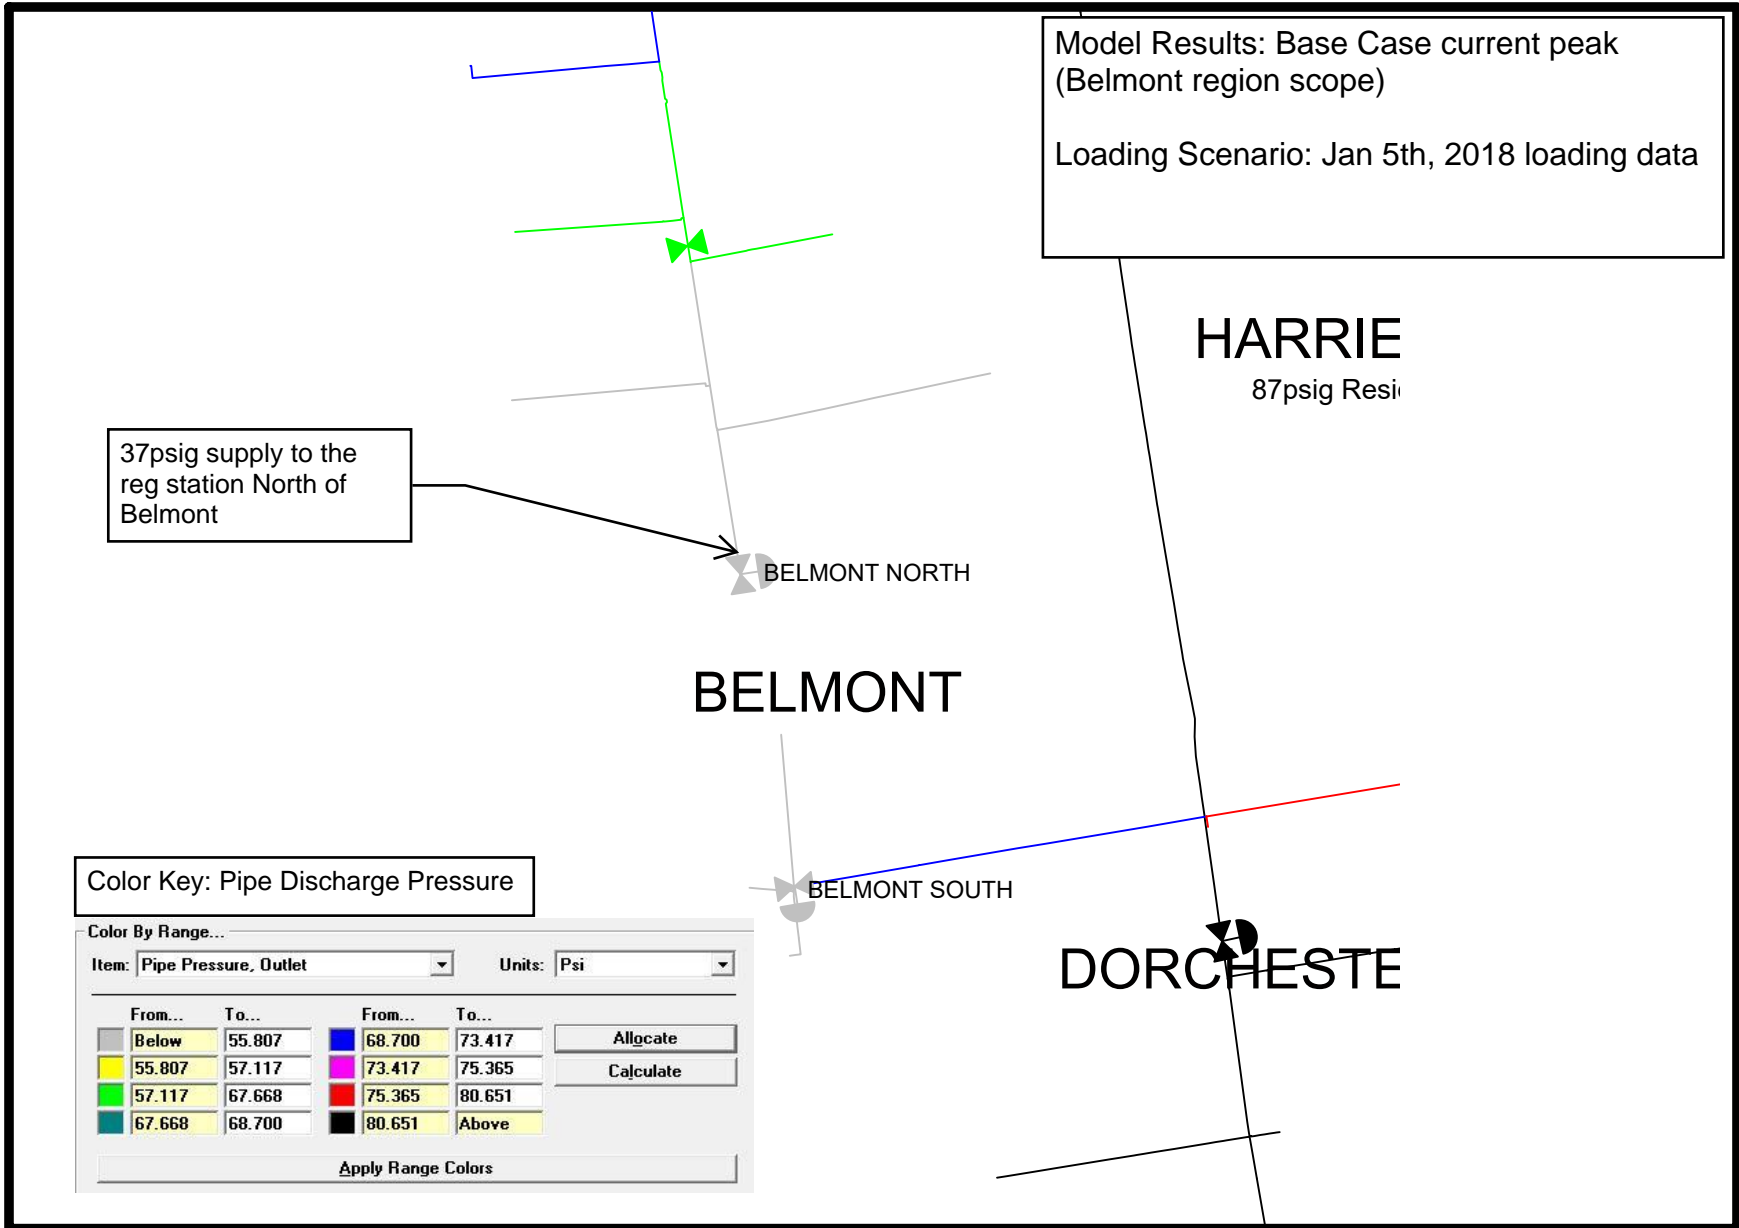 Model Results: Base Case current peak
(Belmont region scope)
Loading Scenario: Jan 5th, 2018 loading data
HARRIE
87psig Resi
37psig supply to the
reg station North of
Belmont
BELMONT NORTH
BELMONT
BELMONT SOUTH
DORCHESTE
Color Key: Pipe Discharge Pressure
Color By Range...
Item: Pipe Pressure, Outlet Units: Psi
From... To... From... To...
Below 55.807 68.700 73.417 Allocate
55.807 57.117 73.417 75.365 Calculate
57.117 67.668 75.365 80.651
67.668 68.700 80.651 Above
Apply Range Colors